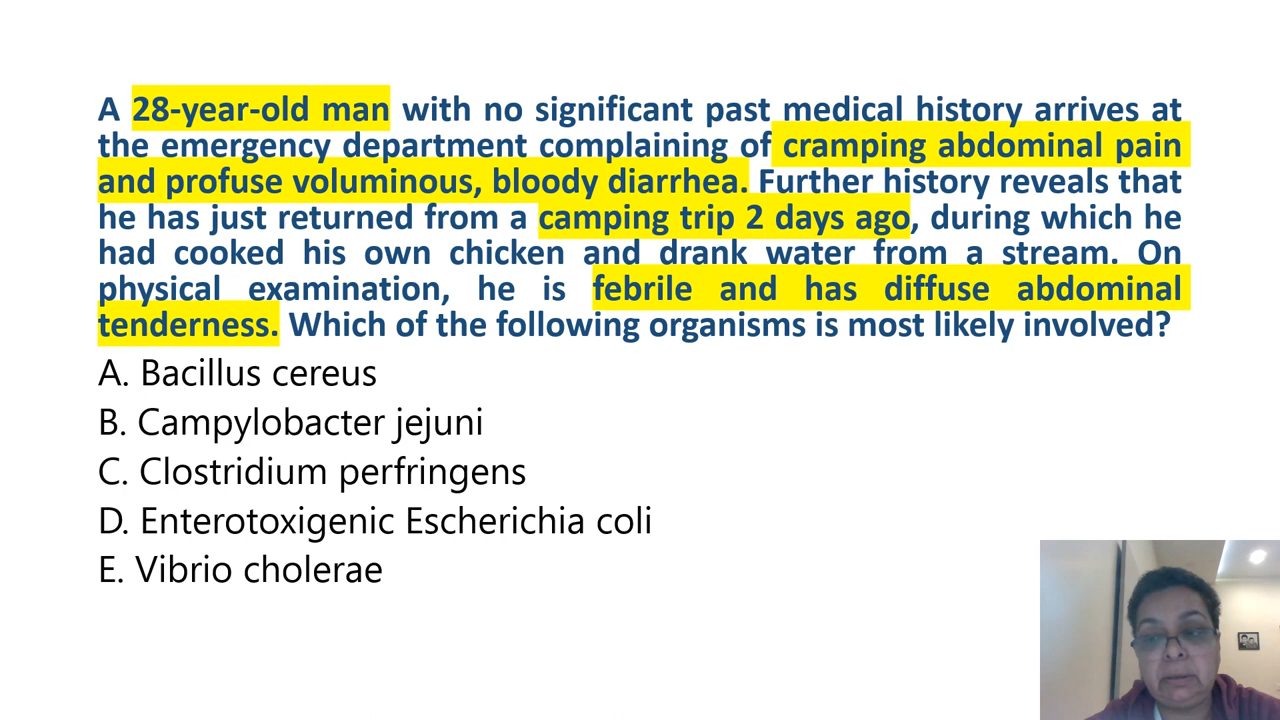 A 28-year-old man with no significant past medical history arrives at
the emergency department complaining of cramping abdominal pain
and profuse voluminous, bloody diarrhea. Further history reveals that
he has just returned from a camping trip 2 days ago, during which he
had cooked his own chicken and drank water from a stream. On
physical examination, he is febrile and has diffuse abdominal
tenderness. Which of the following organisms is most likely involved?
A. Bacillus cereus
B. Campylobacter jejuni
C. Clostridium perfringens
D. Enterotoxigenic Escherichia coli
E. Vibrio cholerae